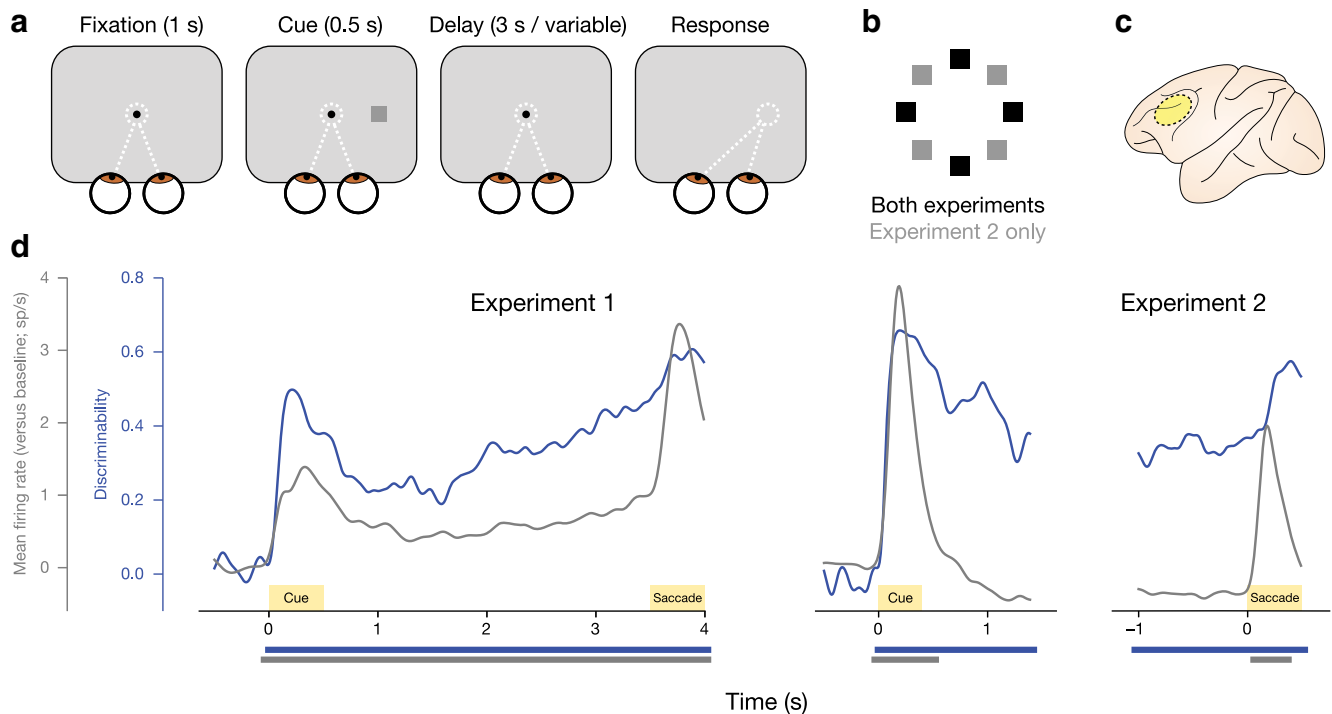 a
Fixation (1 s)
Cue (0.5 s)
Delay (3 s / variable)
Response
b
Both experiments
Experiment 2 only
c
d
Mean firing rate (versus baseline; sp/s)
4
3
2
1
0
Discriminability
0.8
0.6
0.4
0.2
0.0
Experiment 1
Cue
Saccade
0
1
2
3
4
Experiment 2
Cue
0
1
Saccade
−1
0
Time (s)